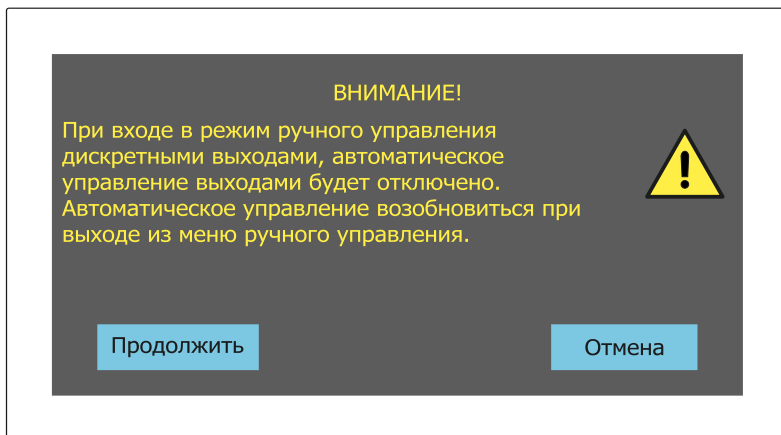 ВНИМАНИЕ!
При входе в режим ручного управления
дискретными выходами, автоматическое
управление выходами будет отключено.
Автоматическое управление возобновиться при
выходе из меню ручного управления.
Продолжить
Отмена